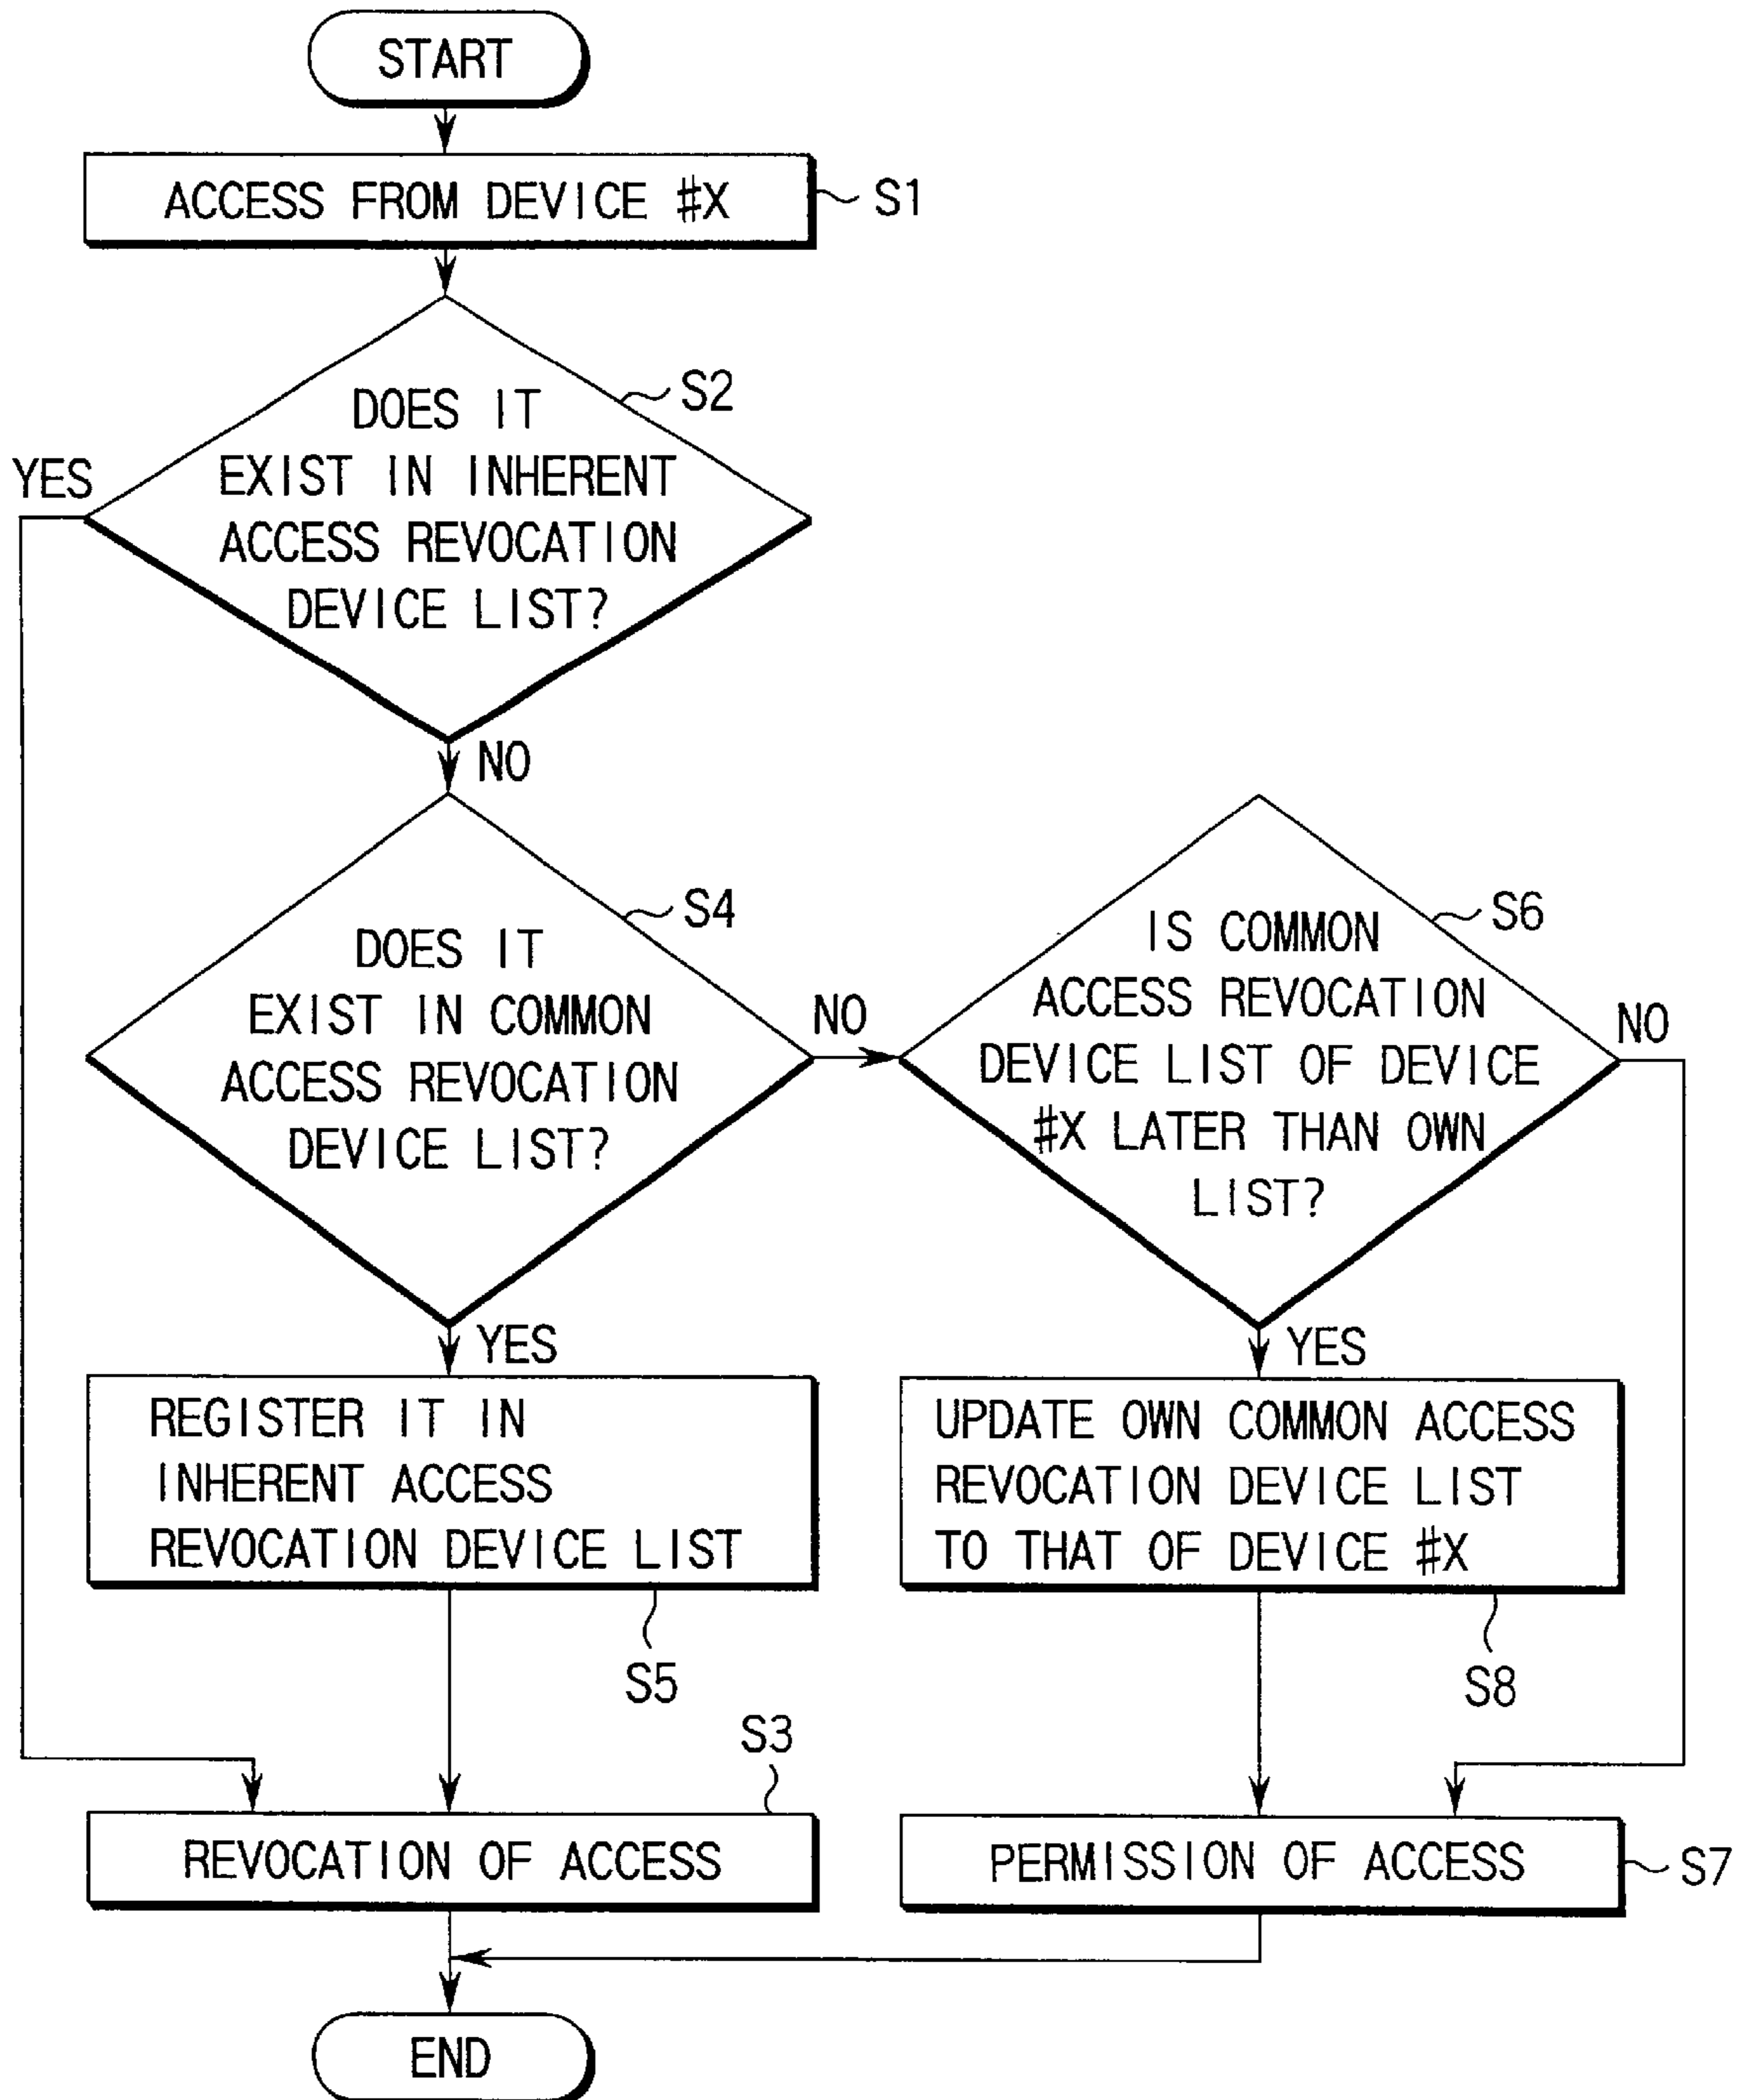 START
ACCESS FROM DEVICE #X
S1
S2
DOES IT
EXIST IN INHERENT
ACCESS REVOCATION
DEVICE LIST?
YES
NO
S4
DOES IT
EXIST IN COMMON
ACCESS REVOCATION
DEVICE LIST?
NO
S6
IS COMMON
ACCESS REVOCATION
DEVICE LIST OF DEVICE
#X LATER THAN OWN
LIST?
NO
YES
YES
REGISTER IT IN
INHERENT ACCESS
REVOCATION DEVICE LIST
UPDATE OWN COMMON ACCESS
REVOCATION DEVICE LIST
TO THAT OF DEVICE #X
S5
S8
S3
REVOCATION OF ACCESS
PERMISSION OF ACCESS
S7
END